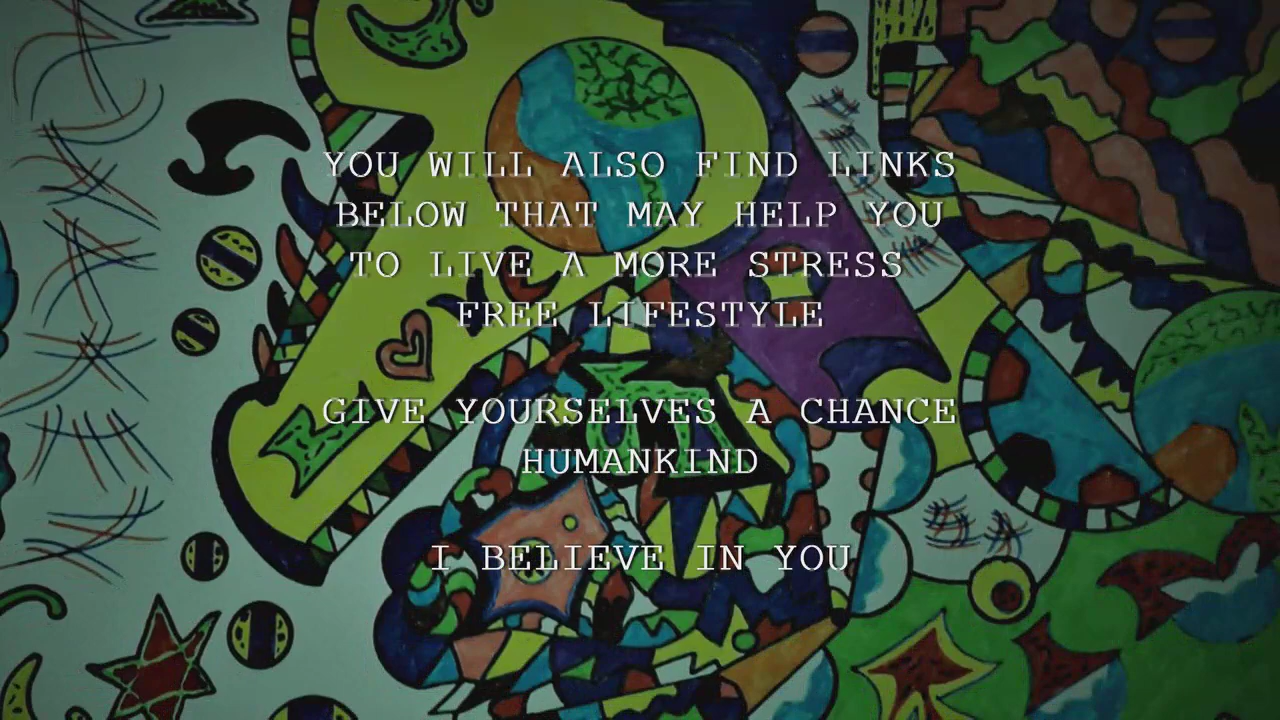 YOU WILL ALSO FIND LINKS
BELOW THAT MAY HELP YOU
TO LIVE A MORE STRESS
FREE LIFESTYLE
GIVE YOURSELVES A CHANCE
HUMANKIND
I BELIEVE IN YOU